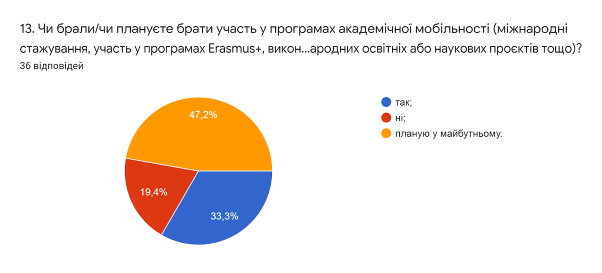 13. Чи брали/чи плануєте брати участь у програмах академічної мобільності (міжнародні
стажування, участь у програмах Erasmus+, викон...ародних освітніх або наукових проєктів тощо)?
36 відповідей
47,2%
19,4%
33,3%
так;
ні;
планую у майбутньому.